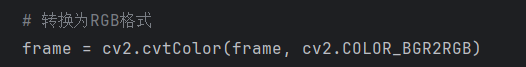 # 转换为RGB格式
frame = cv2.cvtColor(frame, cv2.COLOR_BGR2RGB)